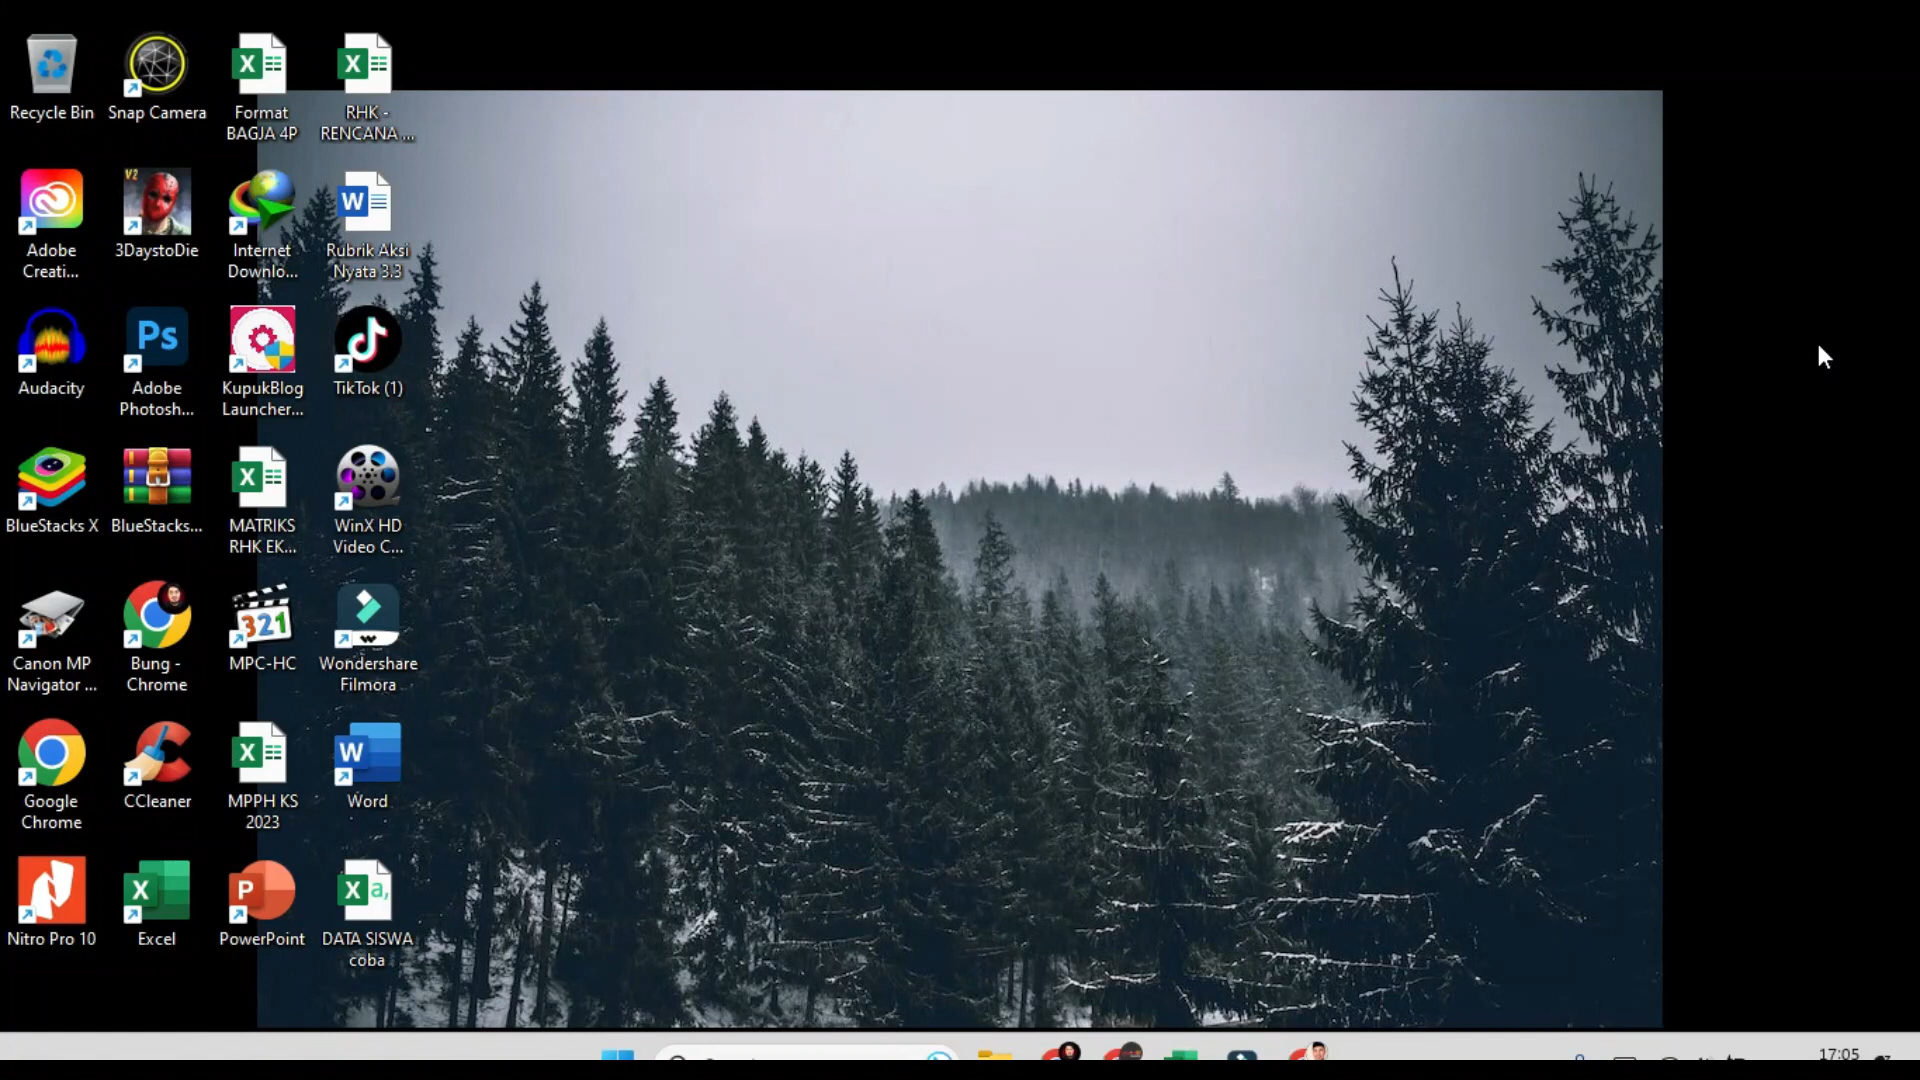 Recycle Bin
Snap Camera
Format
BAGJA 4P
RHK -
RENCANA ...
V2
Adobe
Creati...
3DaystoDie
Internet
Downlo...
W
Rubrik Aksi
Nyata 3.3
Audacity
Ps
Adobe
Photosh...
KupukBlog
Launcher...
TikTok (1)
BlueStacks X
BlueStacks...
X
MATRIKS
RHK EK...
WinX HD
Video C...
Canon MP
Navigator ...
Bung -
Chrome
321
MPC-HC
Wondershare
Filmora
Google
Chrome
CCleaner
X
MPPH KS
2023
W
Word
Nitro Pro 10
X
Excel
P
PowerPoint
X a,
DATA SISWA
coba
17:05